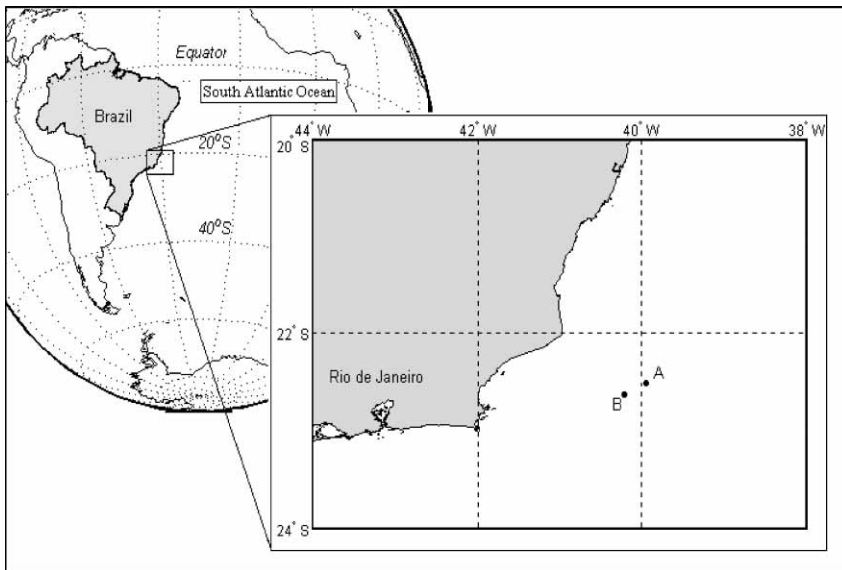 Equator
South Atlantic Ocean
Brazil
20°S
40°S
44° W
42° W
40° W
38° W
20° S
22° S
24° S
Rio de Janeiro
A
B